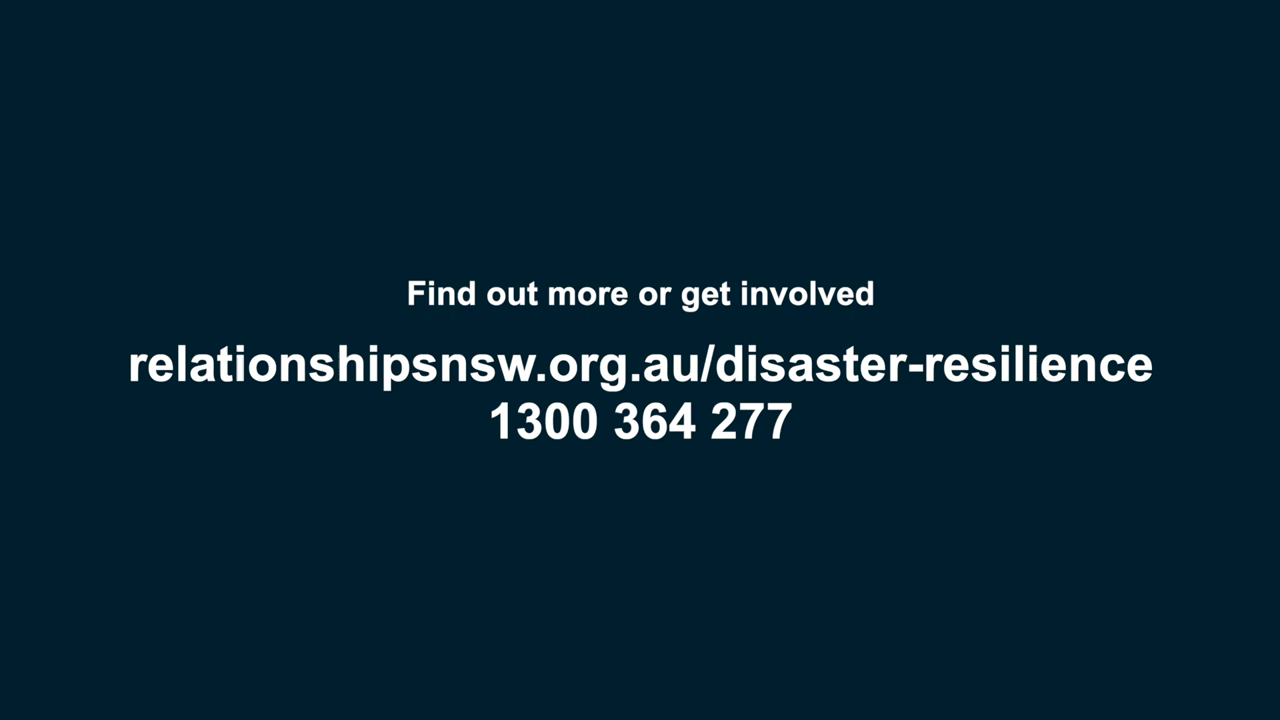 Find out more or get involved
relationshipsnsw.org.au/disaster-resilience
1300 364 277